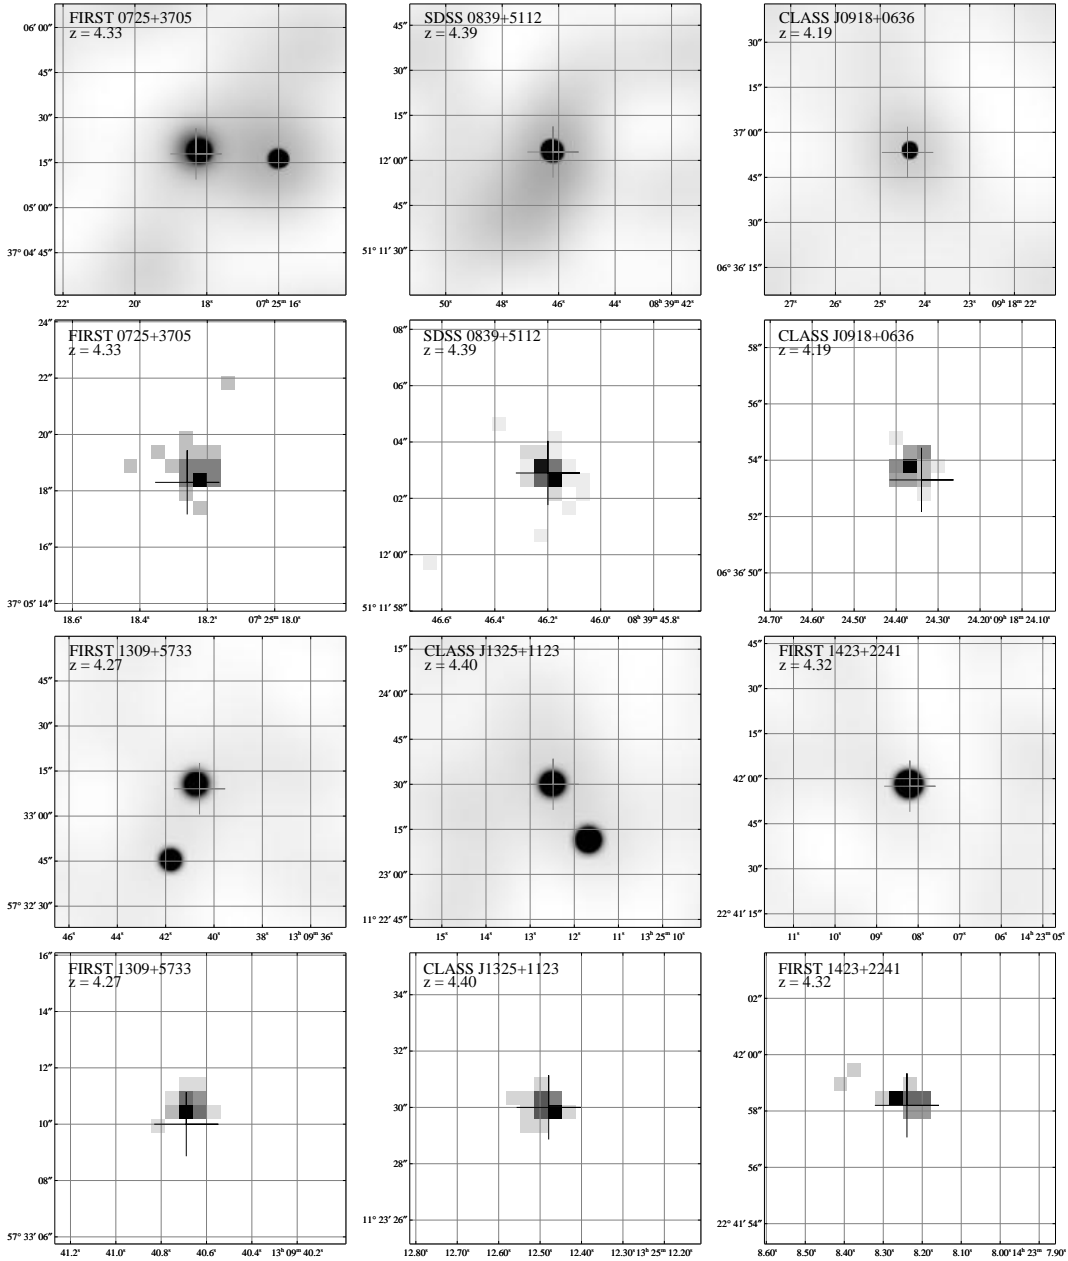 FIRST 0725+3705
z = 4.33
06′ 00″
45″
30″
15″
05′ 00″
37° 04′ 45″
22ˢ
20ˢ
18ˢ
07ʰ 25ᵐ 16ˢ
SDSS 0839+5112
z = 4.39
45″
30″
15″
12′ 00″
45″
51° 11′ 30″
50ˢ
48ˢ
46ˢ
44ˢ
08ʰ 39ᵐ 42ˢ
CLASS J0918+0636
z = 4.19
30″
15″
37′ 00″
45″
30″
06° 36′ 15″
27ˢ
26ˢ
25ˢ
24ˢ
23ˢ
09ʰ 18ᵐ 22ˢ
FIRST 0725+3705
z = 4.33
24″
22″
20″
18″
16″
37° 05′ 14″
18.6ˢ
18.4ˢ
18.2ˢ
07ʰ 25ᵐ 18.0ˢ
SDSS 0839+5112
z = 4.39
08″
06″
04″
02″
12′ 00″
51° 11′ 58″
46.6ˢ
46.4ˢ
46.2ˢ
46.0ˢ
08ʰ 39ᵐ 45.8ˢ
CLASS J0918+0636
z = 4.19
58″
56″
54″
52″
06° 36′ 50″
24.70ˢ
24.60ˢ
24.50ˢ
24.40ˢ
24.30ˢ
24.20ˢ
09ʰ 18ᵐ 24.10ˢ
FIRST 1309+5733
z = 4.27
45″
30″
15″
33′ 00″
45″
57° 32′ 30″
46ˢ
44ˢ
42ˢ
40ˢ
38ˢ
13ʰ 09ᵐ 36ˢ
CLASS J1325+1123
z = 4.40
15″
24′ 00″
45″
30″
15″
23′ 00″
11° 22′ 45″
15ˢ
14ˢ
13ˢ
12ˢ
11ˢ
13ʰ 25ᵐ 10ˢ
FIRST 1423+2241
z = 4.32
45″
30″
15″
42′ 00″
45″
30″
22° 41′ 15″
11ˢ
10ˢ
09ˢ
08ˢ
07ˢ
06ˢ
14ʰ 23ᵐ 05ˢ
FIRST 1309+5733
z = 4.27
16″
14″
12″
10″
08″
57° 33′ 06″
41.2ˢ
41.0ˢ
40.8ˢ
40.6ˢ
40.4ˢ
13ʰ 09ᵐ 40.2ˢ
CLASS J1325+1123
z = 4.40
34″
32″
30″
28″
11° 23′ 26″
12.80ˢ
12.70ˢ
12.60ˢ
12.50ˢ
12.40ˢ
12.30ˢ
13ʰ 25ᵐ 12.20ˢ
FIRST 1423+2241
z = 4.32
02″
42′ 00″
58″
56″
22° 41′ 54″
8.60ˢ
8.50ˢ
8.40ˢ
8.30ˢ
8.20ˢ
8.10ˢ
8.00ˢ
14ʰ 23ᵐ 7.90ˢ